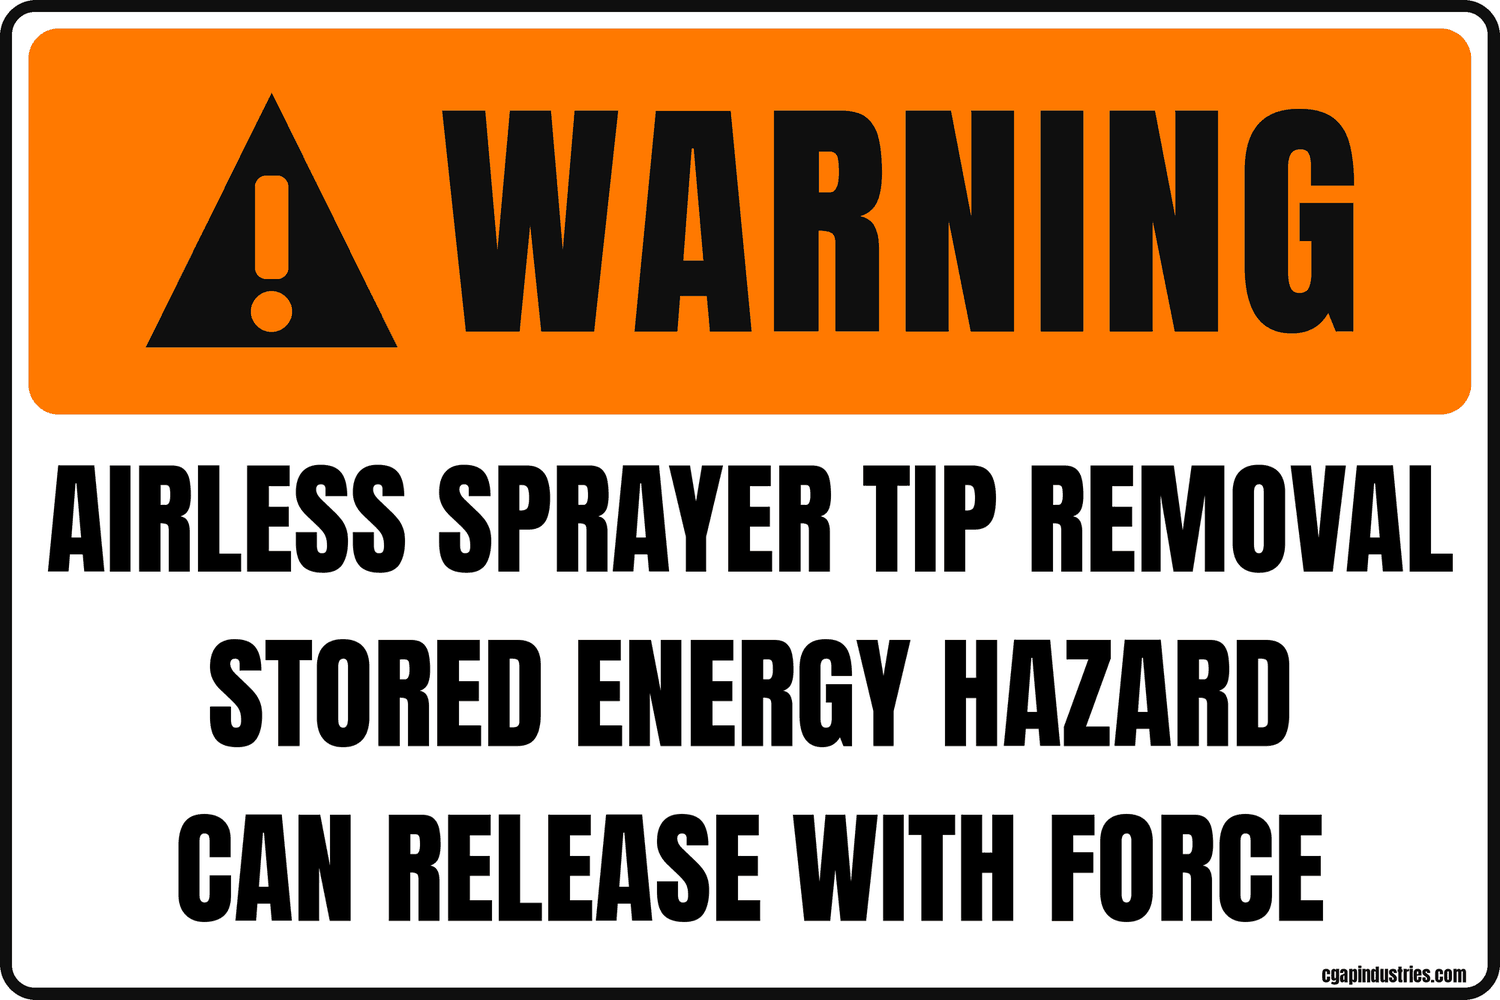 WARNING
AIRLESS SPRAYER TIP REMOVAL
STORED ENERGY HAZARD
CAN RELEASE WITH FORCE
cgapindustries.com